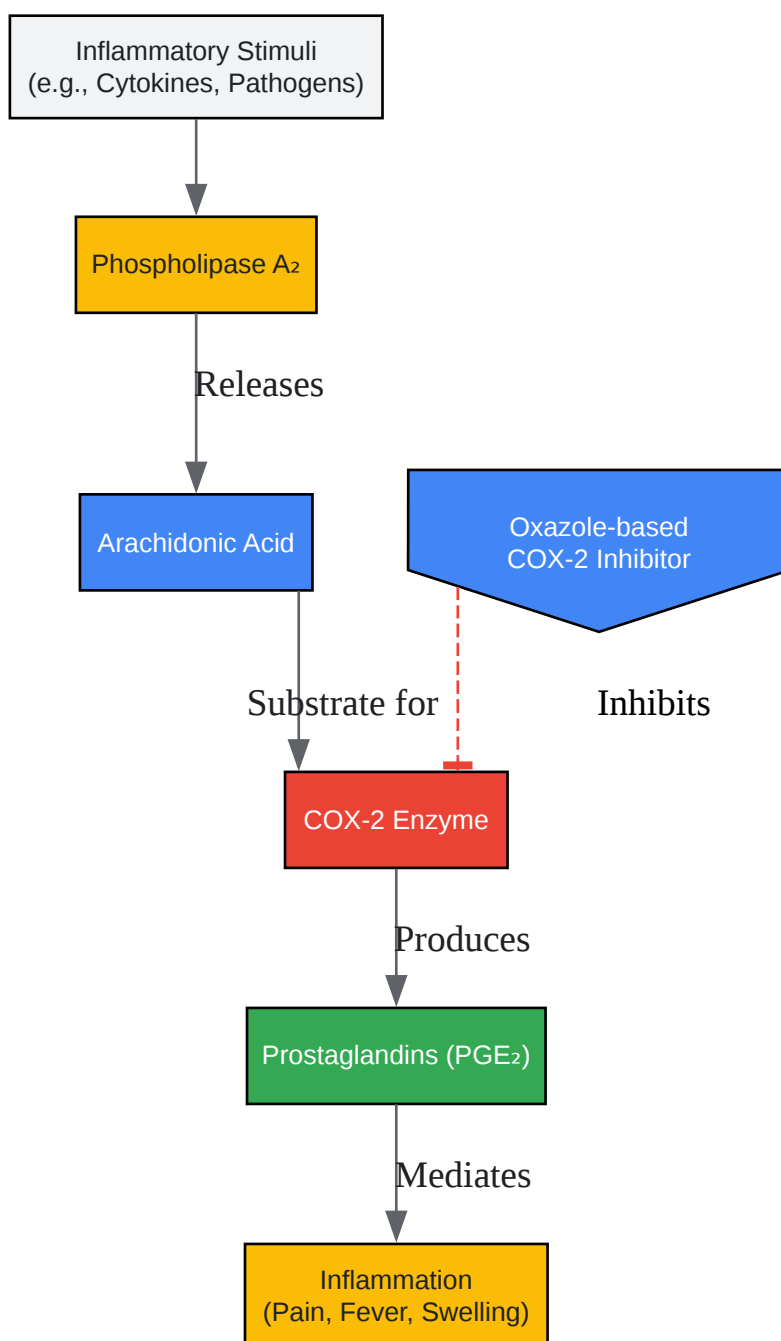 Inflammatory Stimuli
(e.g., Cytokines, Pathogens)
Phospholipase A₂
Releases
Arachidonic Acid
Oxazole-based
COX-2 Inhibitor
Substrate for
Inhibits
COX-2 Enzyme
Produces
Prostaglandins (PGE₂)
Mediates
Inflammation
(Pain, Fever, Swelling)